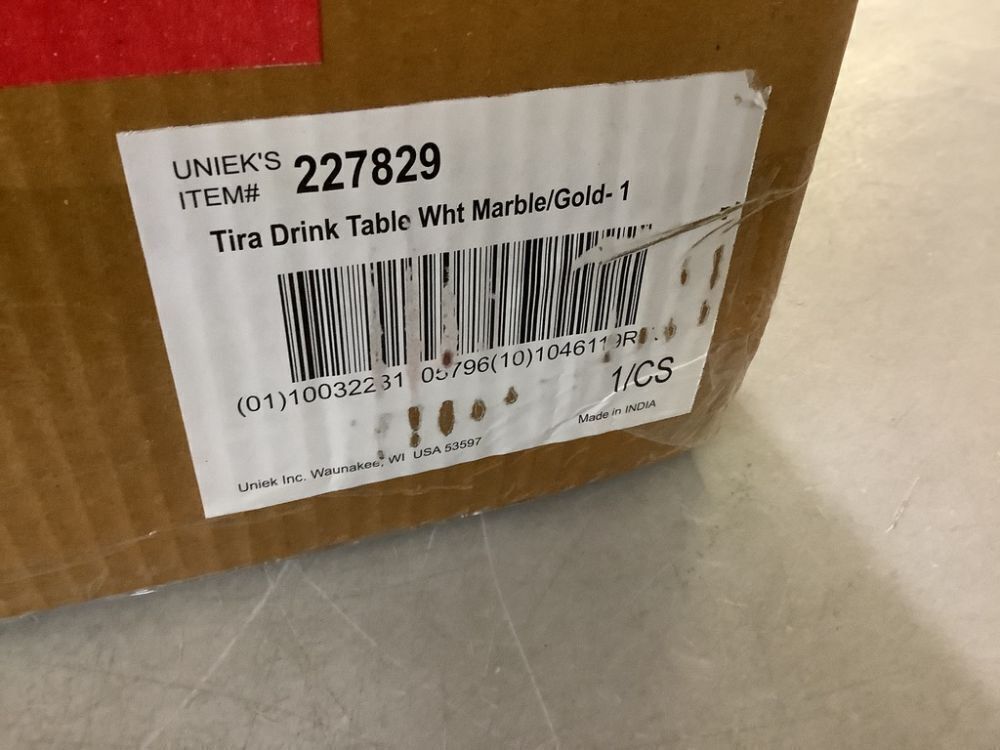 UNIEK'S
ITEM# 227829
Tira Drink Table Wht Marble/Gold- 1
1/CS
Made in INDIA
Uniek Inc. Waunakee, WI USA 53597